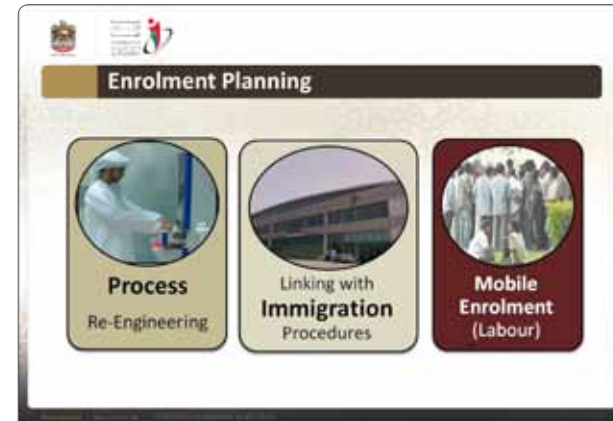 Enrolment Planning
Process
Re-Engineering
Linking with
Immigration
Procedures
Mobile
Enrolment
(Labour)